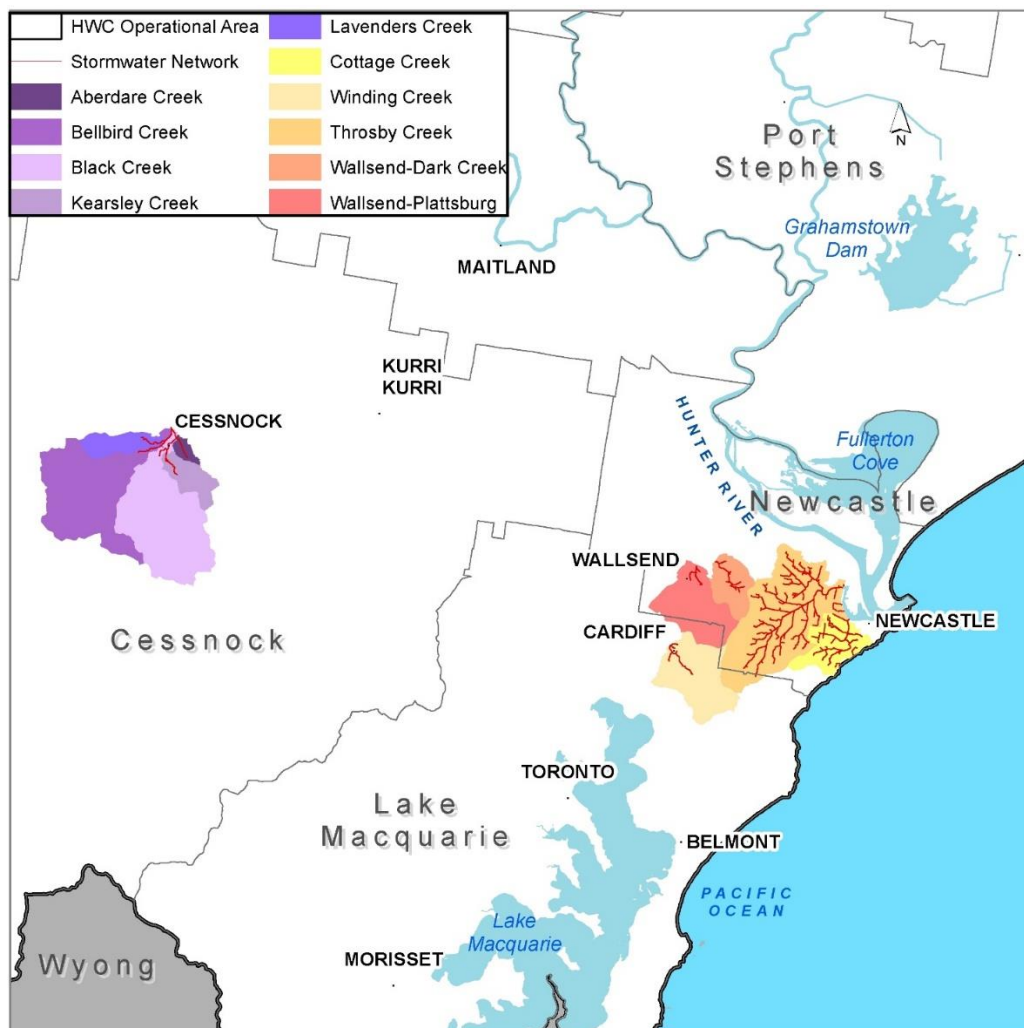 HWC Operational Area
Stormwater Network
Aberdare Creek
Bellbird Creek
Black Creek
Kearsley Creek
Lavenders Creek
Cottage Creek
Winding Creek
Throsby Creek
Wallsend-Dark Creek
Wallsend-Plattsburg
Port
Stephens
N
Grahamstown
Dam
MAITLAND
KURRI
KURRI
CESSNOCK
HUNTER RIVER
Fullerton
Cove
Newcastle
WALLSEND
NEWCASTLE
CARDIFF
Cessnock
TORONTO
Lake
Macquarie
BELMONT
PACIFIC
OCEAN
Lake
Macquarie
MORISSET
Wyong